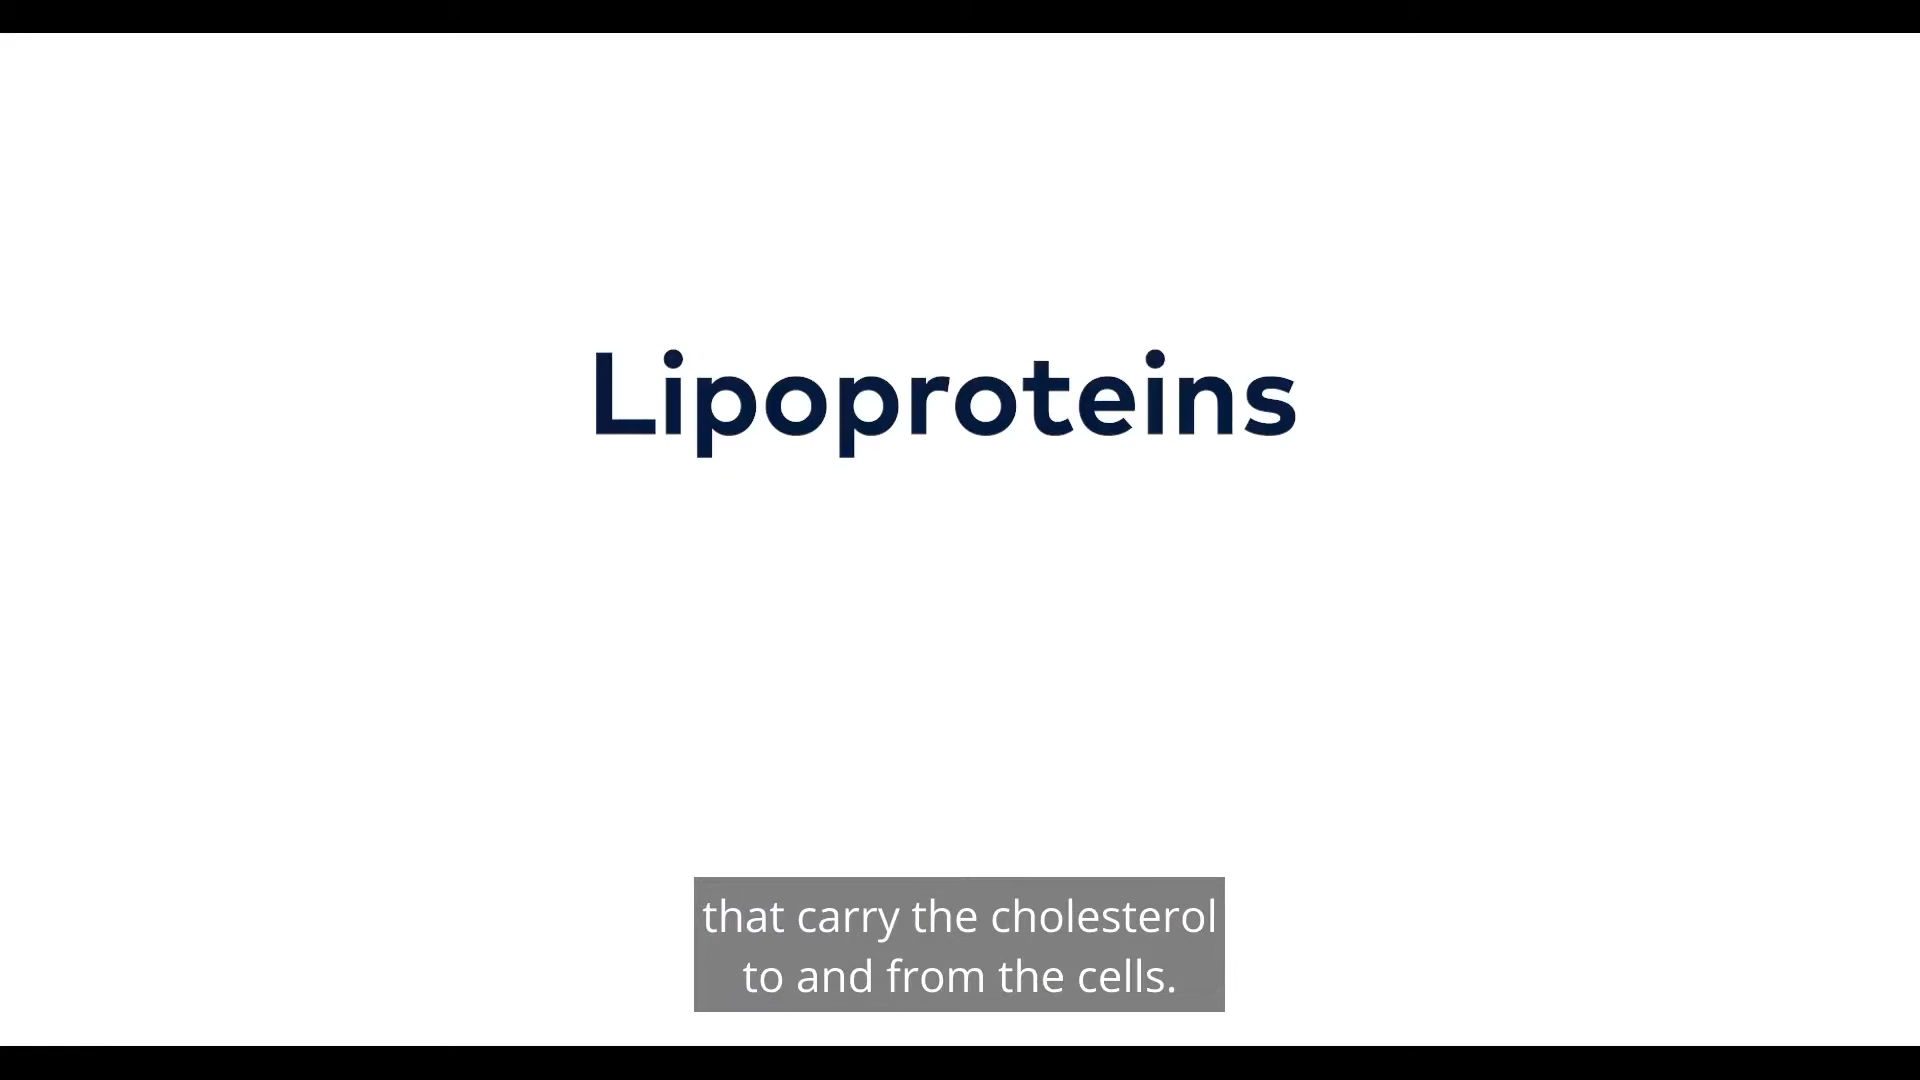 Lipoproteins
that carry the cholesterol
to and from the cells.